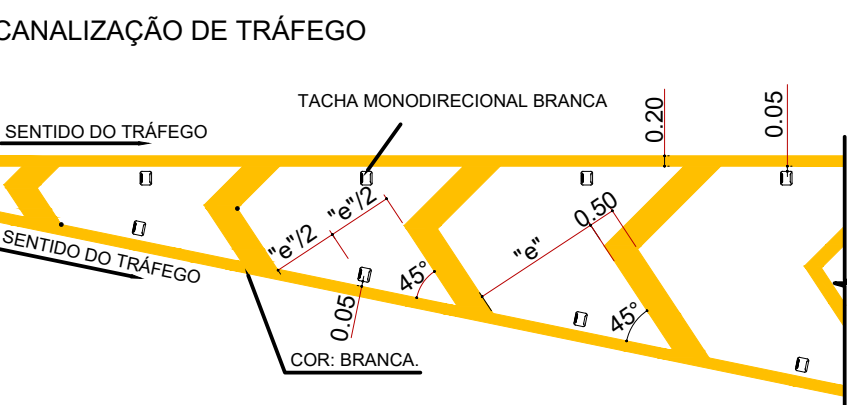 CANALIZAÇÃO DE TRÁFEGO
TACHA MONODIRECIONAL BRANCA
SENTIDO DO TRÁFEGO
0.20
0.05
"e"/2
"e"/2
"e"
0.50
SENTIDO DO TRÁFEGO
45°
0.05
45°
COR: BRANCA.